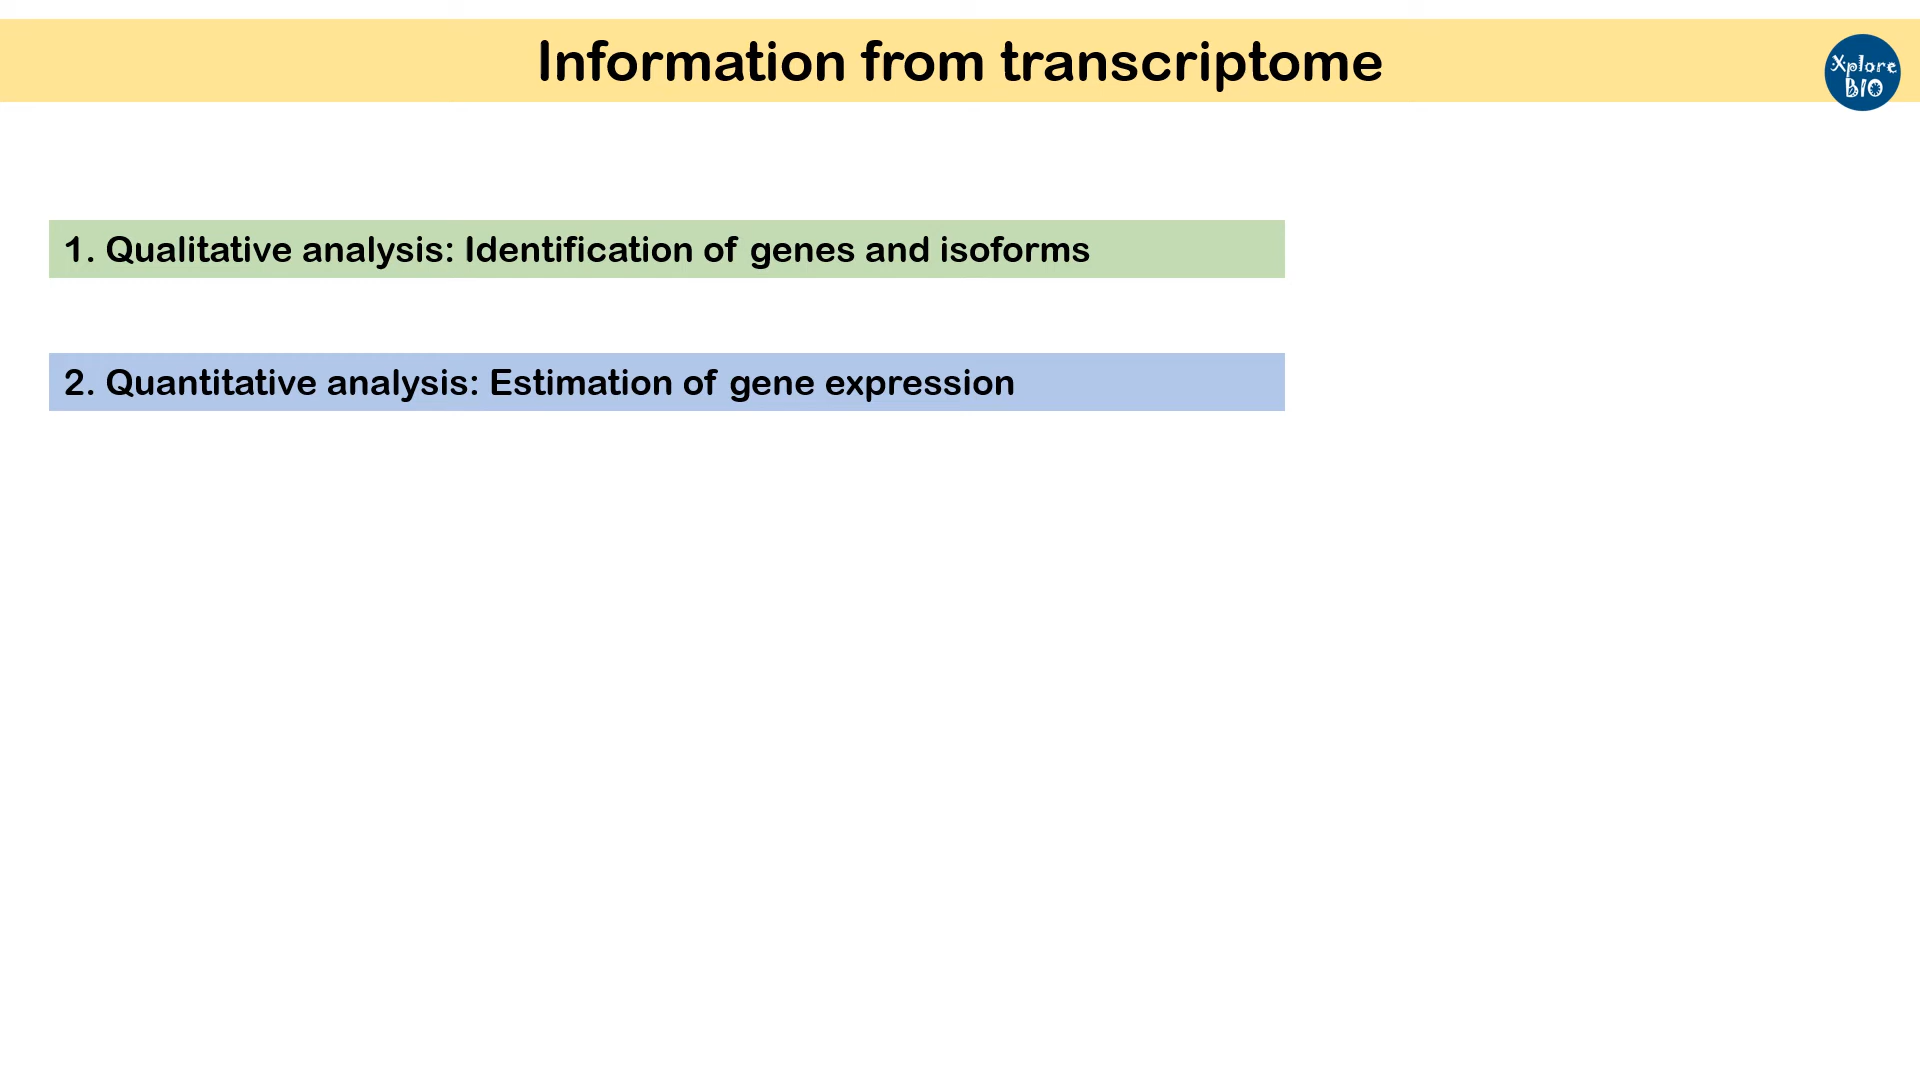 Information from transcriptome
Xplore
BIO
1. Qualitative analysis: Identification of genes and isoforms
2. Quantitative analysis: Estimation of gene expression